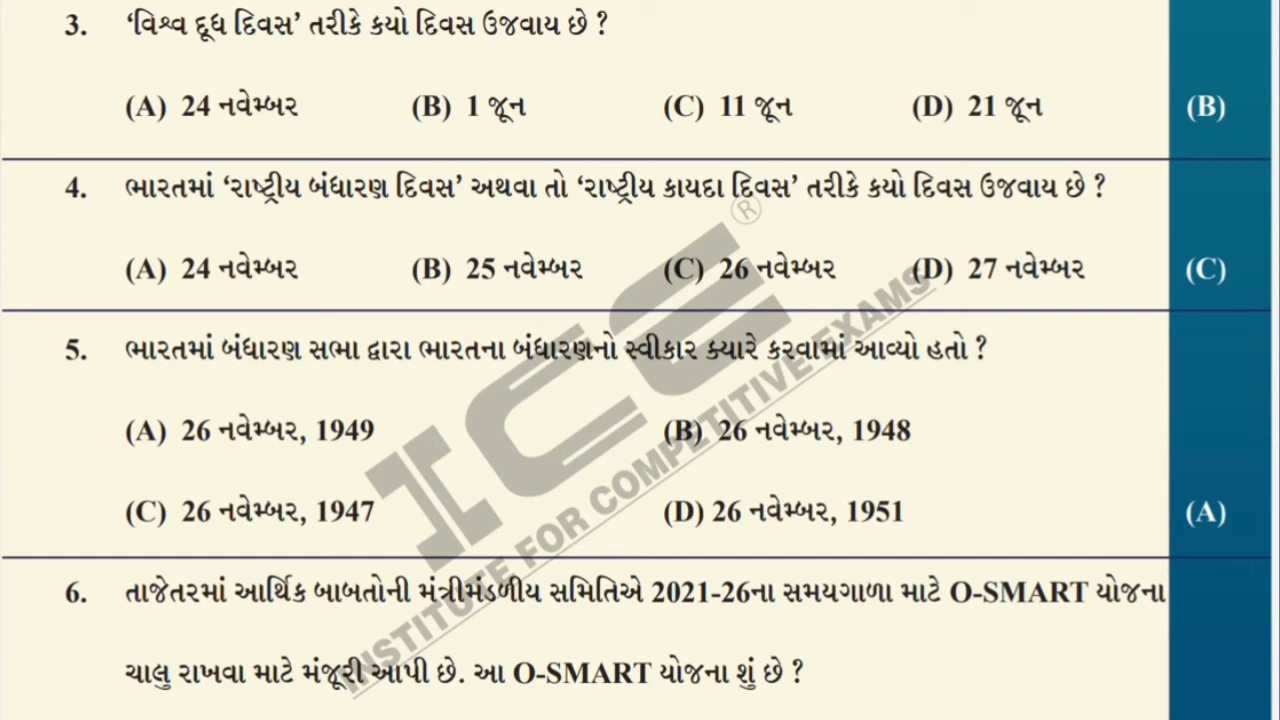 3. ‘વિશ્વ દૂધ દિવસ’ તરીકે કયો દિવસ ઉજવાય છે ?
(A) 24 નવેમ્બર (B) 1 જૂન (C) 11 જૂન (D) 21 જૂન (B)
4. ભારતમાં ‘રાષ્ટ્રીય બંધારણ દિવસ’ અથવા તો ‘રાષ્ટ્રીય કાયદા દિવસ’ તરીકે કયો દિવસ ઉજવાય છે ?
(A) 24 નવેમ્બર (B) 25 નવેમ્બર (C) 26 નવેમ્બર (D) 27 નવેમ્બર (C)
5. ભારતમાં બંધારણ સભા દ્વારા ભારતના બંધારણનો સ્વીકાર ક્યારે કરવામાં આવ્યો હતો ?
(A) 26 નવેમ્બર, 1949 (B) 26 નવેમ્બર, 1948
(C) 26 નવેમ્બર, 1947 (D) 26 નવેમ્બર, 1951 (A)
6. તાજેતરમાં આર્થિક બાબતોની મંત્રીમંડળીય સમિતિએ 2021-26ના સમયગાળા માટે O-SMART યોજના
ચાલુ રાખવા માટે મંજૂરી આપી છે. આ O-SMART યોજના શું છે ?
ICE ®
INSTITUTE FOR COMPETITIVE EXAMS